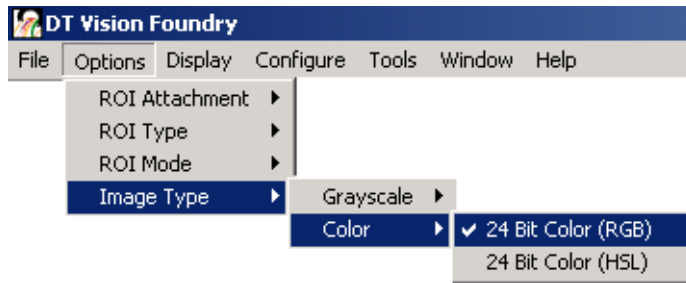 DT Vision Foundry
File Options Display Configure Tools Window Help
ROI Attachment
ROI Type
ROI Mode
Image Type Grayscale
Color 24 Bit Color (RGB)
24 Bit Color (HSL)